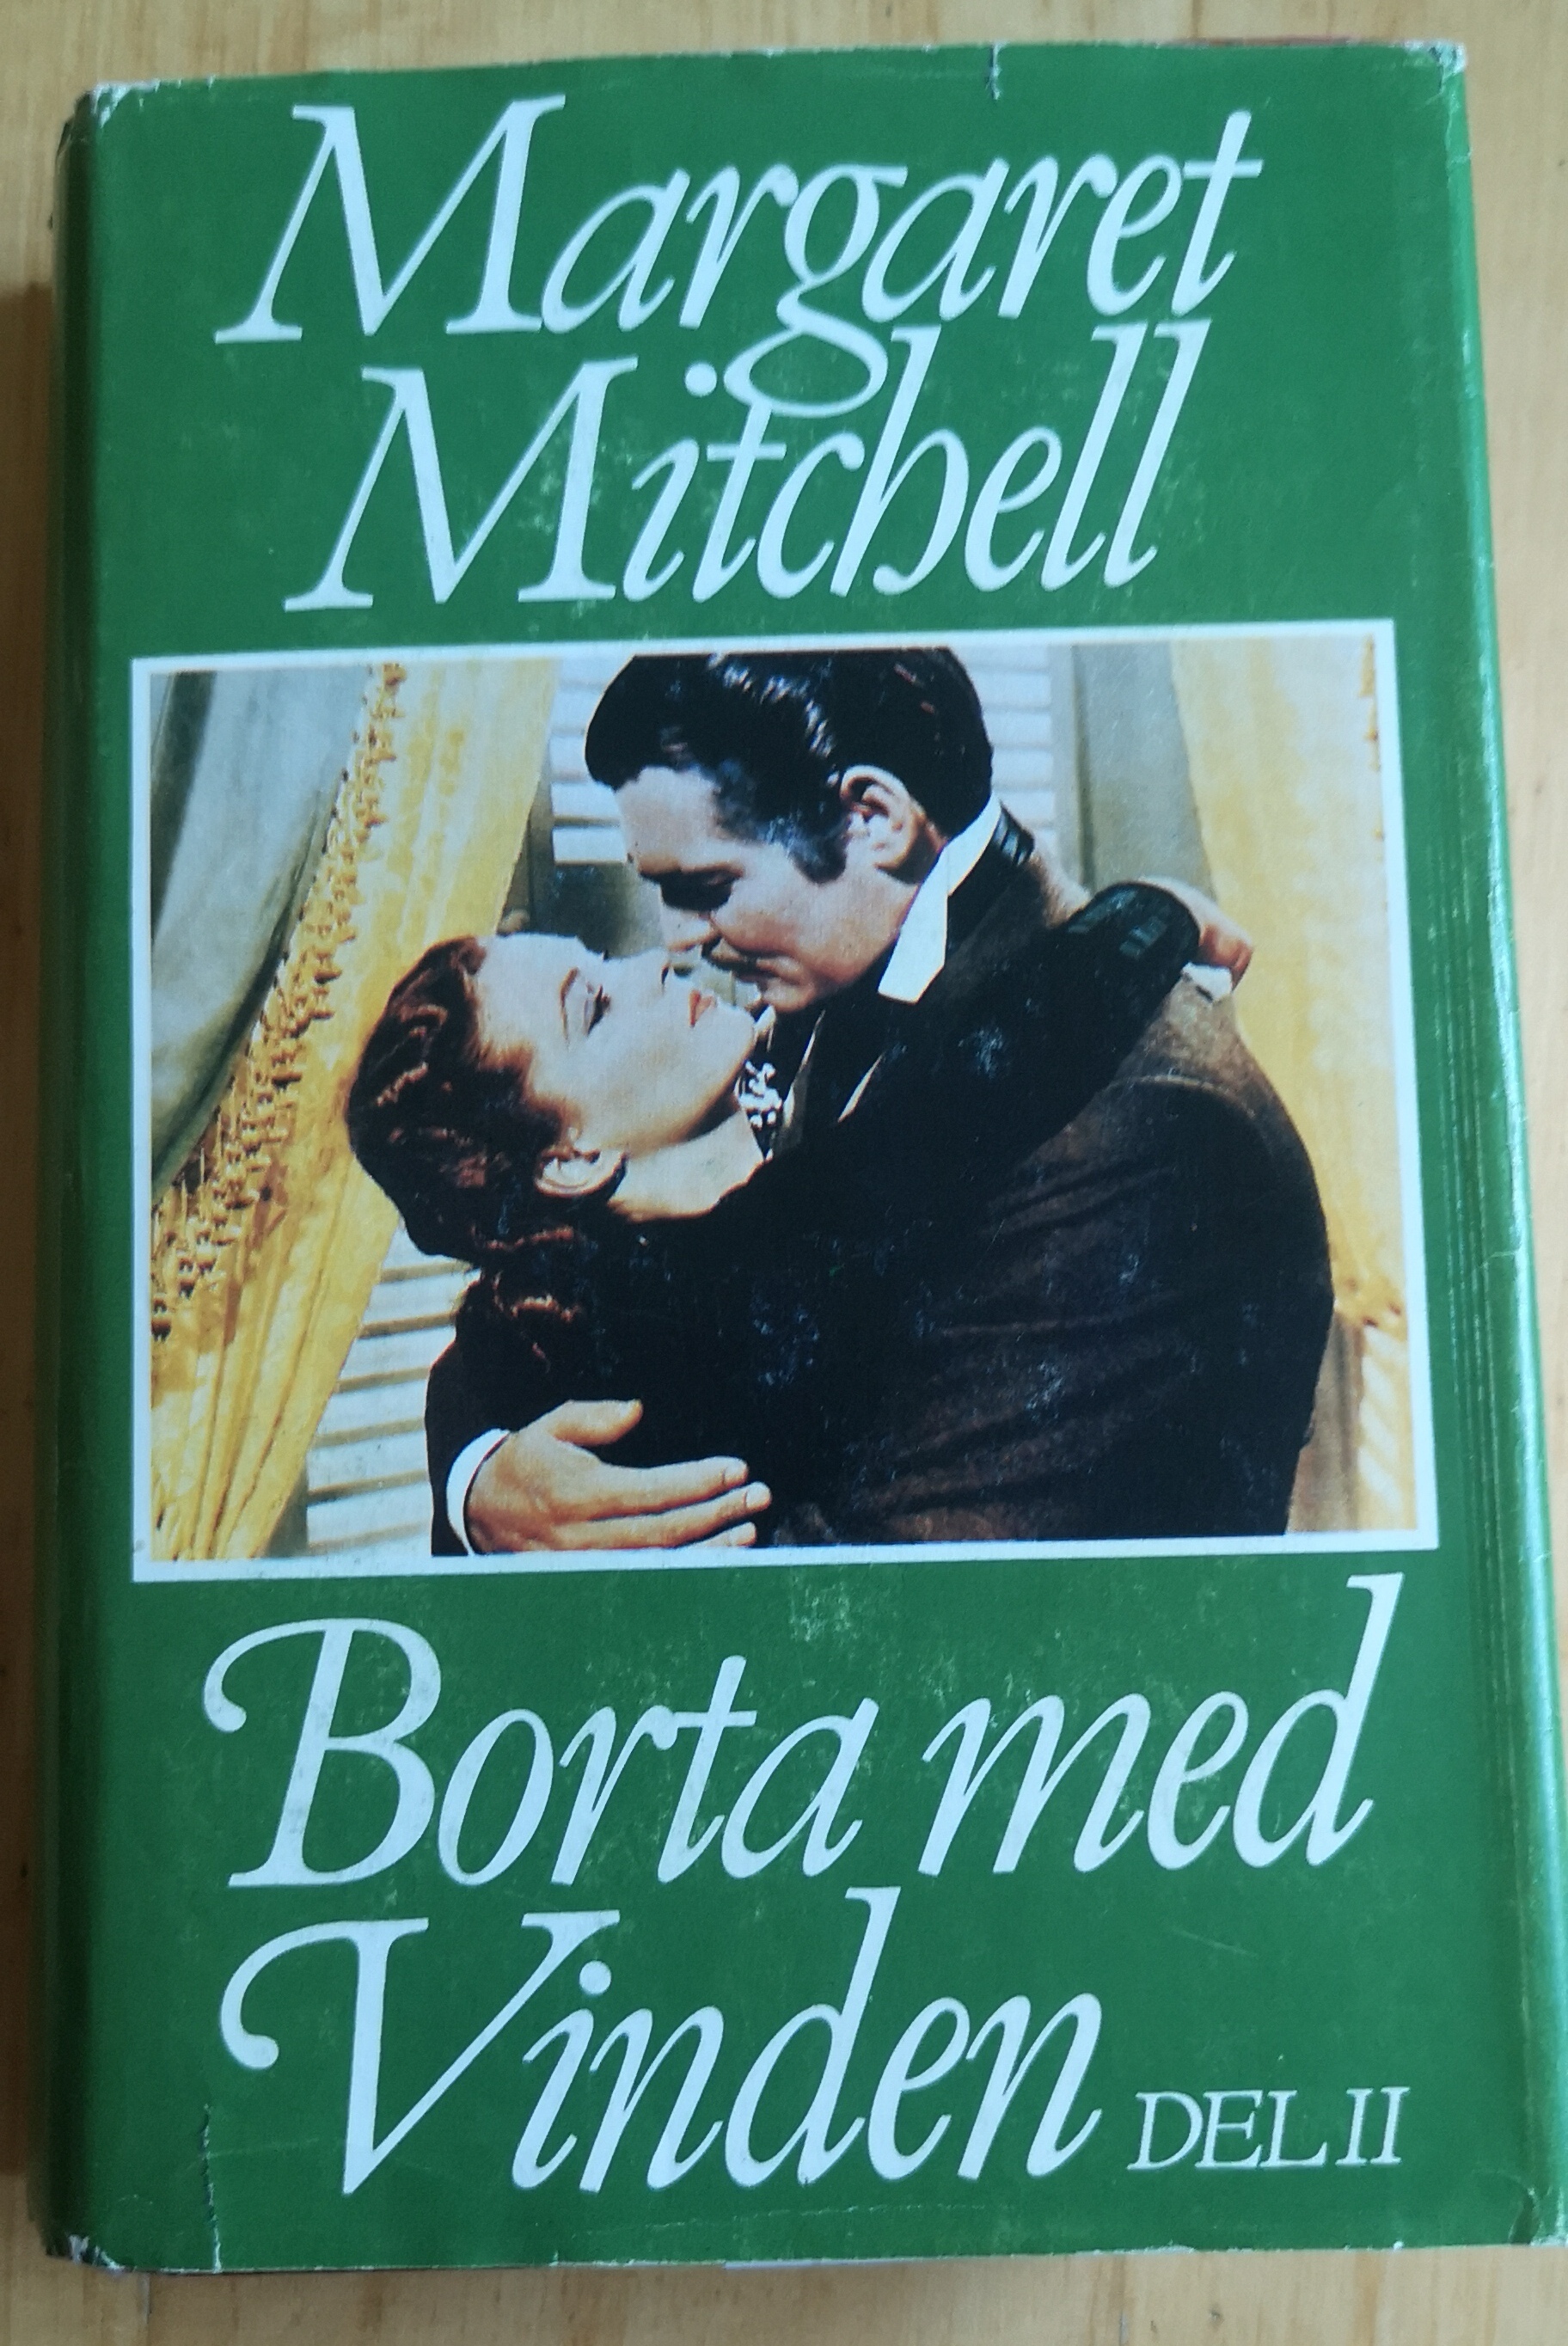 Margaret
Mitchell
Borta med
Vinden DEL II